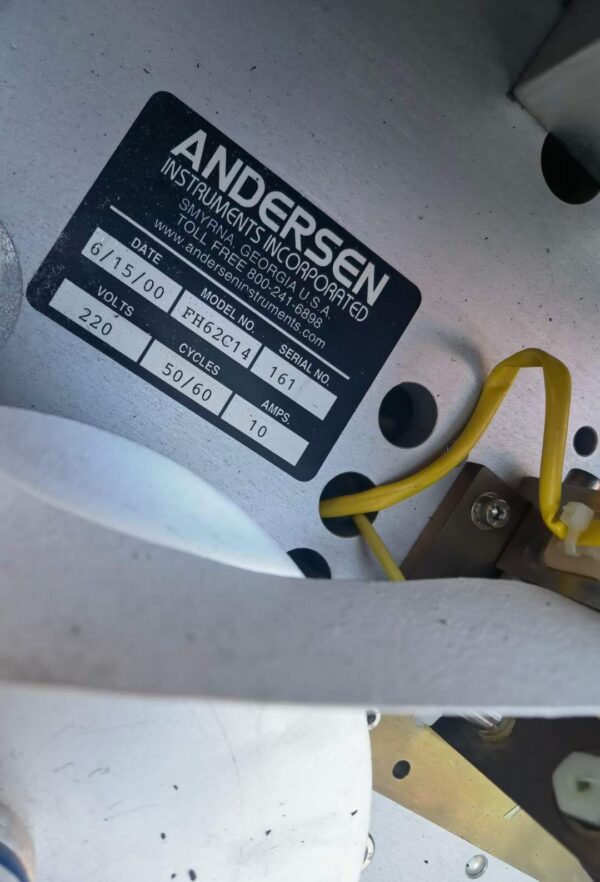 ANDERSEN
INSTRUMENTS INCORPORATED
SMYRNA, GEORGIA U.S.A.
TOLL FREE 800-241-6898
www.anderseninstruments.com
DATE MODEL NO. SERIAL NO.
6/15/00 FH62C14 161
VOLTS CYCLES AMPS.
220 50/60 10